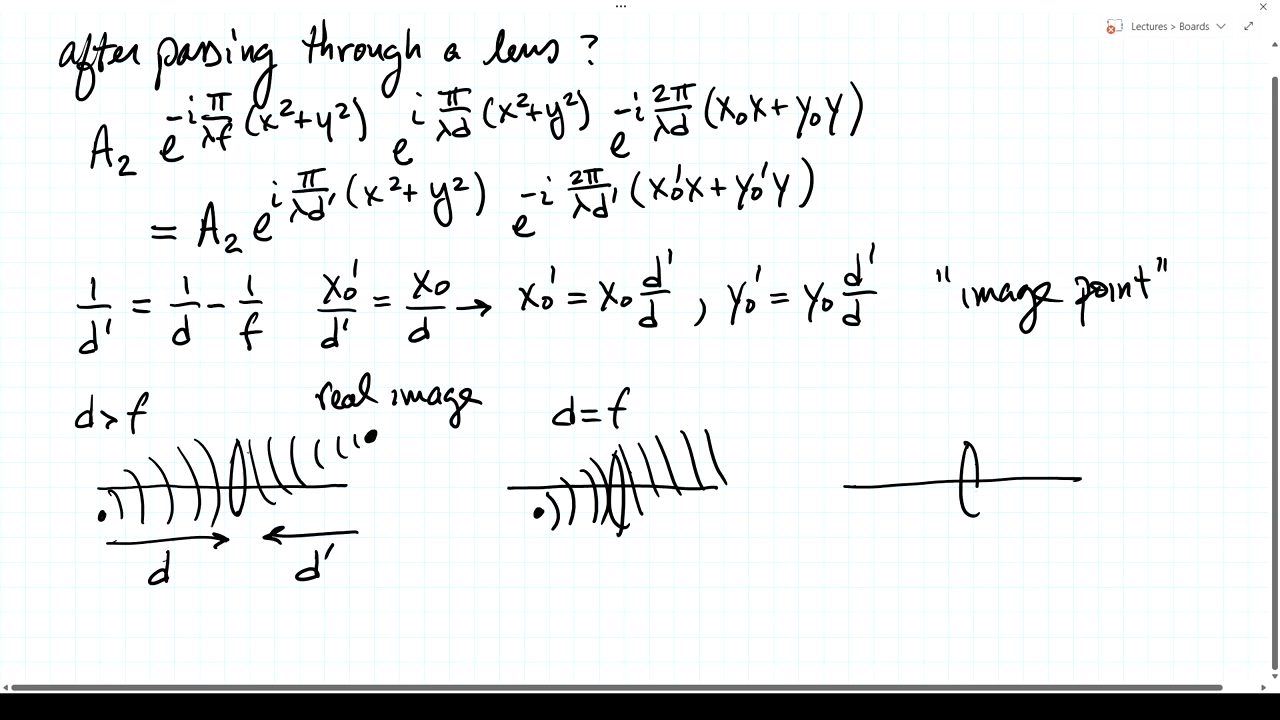 Lectures > Boards
after passing through a lens ?
A₂ e^{-i π/λf (x²+y²)} e^{i π/λd (x²+y²)} e^{-i 2π/λd (x₀x + y₀y)}
= A₂ e^{i π/λd' (x²+y²)} e^{-i 2π/λd' (x₀'x + y₀'y)}
1/d' = 1/d - 1/f x₀'/d' = x₀/d → x₀' = x₀ d'/d , y₀' = y₀ d'/d "image point"
d > f real image d = f
d d'